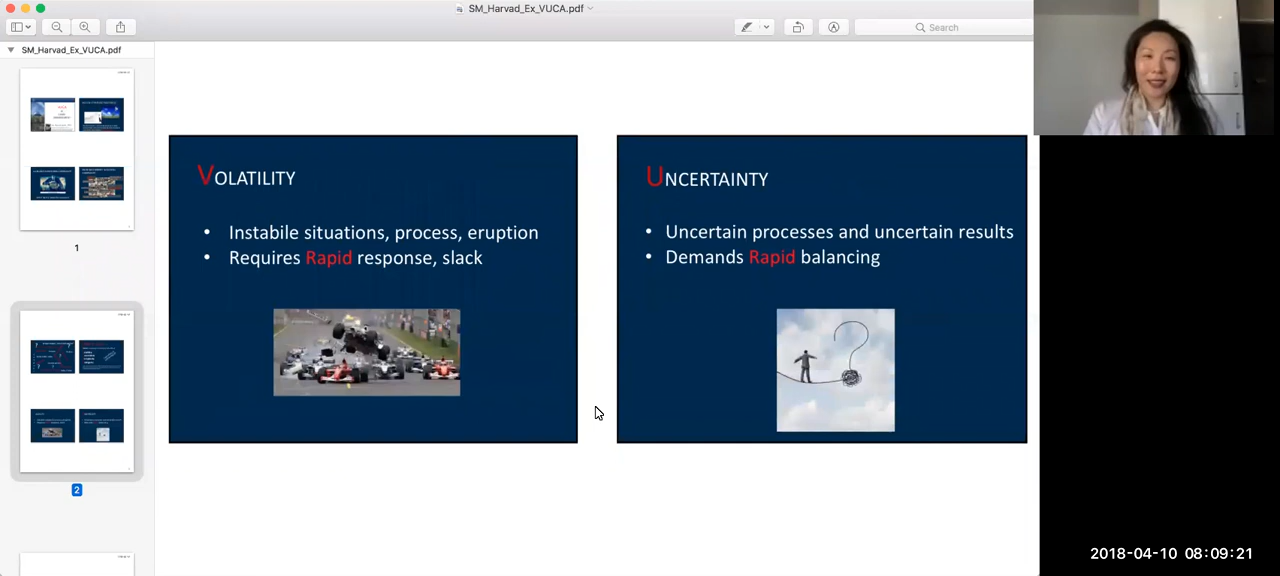 SM_Harvad_Ex_VUCA.pdf
Search
SM_Harvad_Ex_VUCA.pdf
1
2
VOLATILITY
• Instabile situations, process, eruption
• Requires Rapid response, slack
UNCERTAINTY
• Uncertain processes and uncertain results
• Demands Rapid balancing
2018-04-10 08:09:21